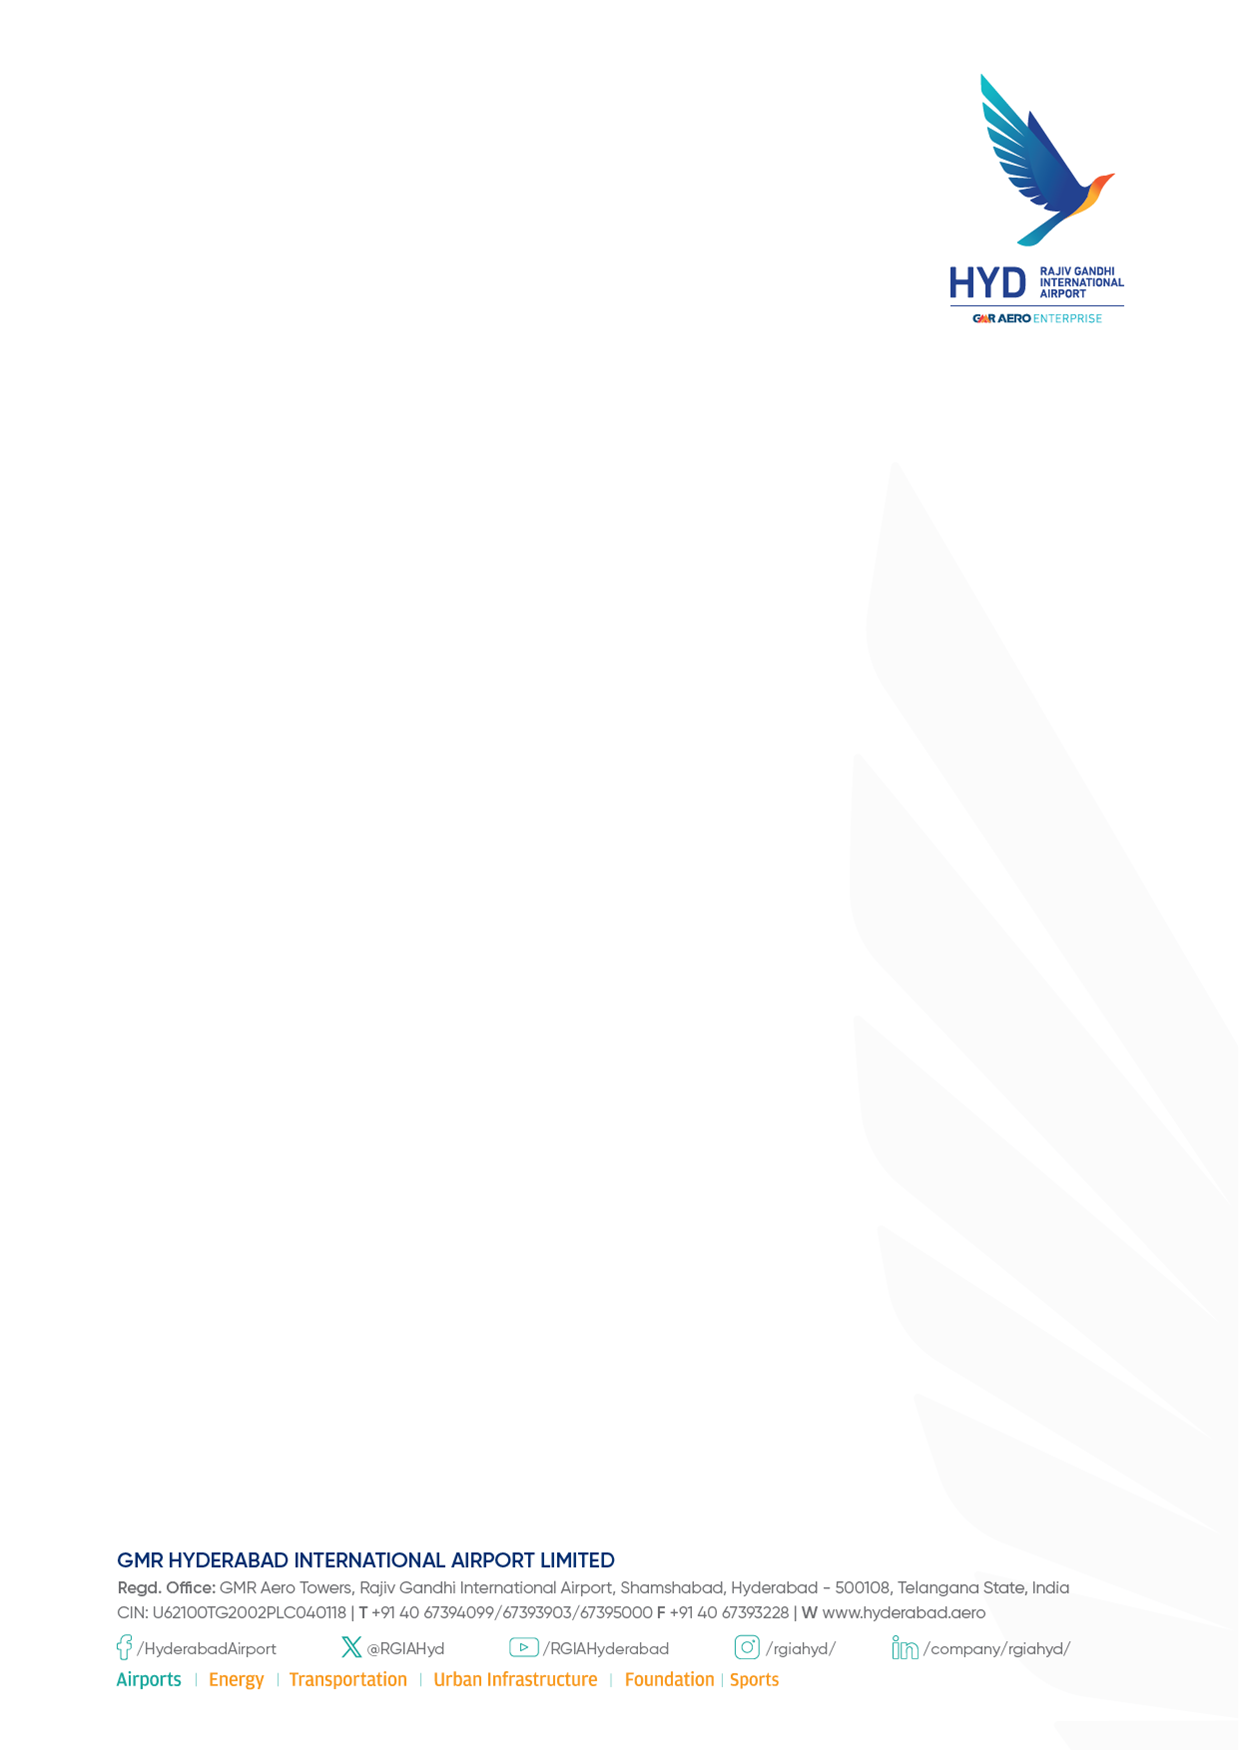 HYD
RAJIV GANDHI
INTERNATIONAL
AIRPORT
GMR AERO ENTERPRISE
GMR HYDERABAD INTERNATIONAL AIRPORT LIMITED
Regd. Office: GMR Aero Towers, Rajiv Gandhi International Airport, Shamshabad, Hyderabad - 500108, Telangana State, India
CIN: U62100TG2002PLC040118 | T +91 40 67394099/67393903/67395000 F +91 40 67393228 | W www.hyderabad.aero
/HyderabadAirport @RGIAHyd /RGIAHyderabad /rgiahyd/ /company/rgiahyd/
Airports | Energy | Transportation | Urban Infrastructure | Foundation | Sports